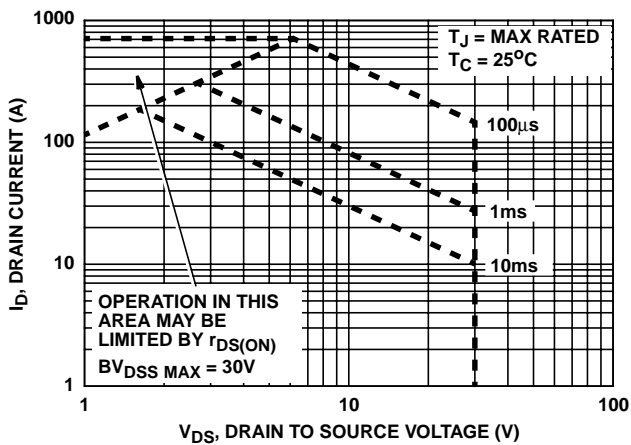 1000
T_J = MAX RATED
T_C = 25°C
100
100μs
1ms
10
10ms
OPERATION IN THIS
AREA MAY BE
LIMITED BY r_DS(ON)
BV_DSS MAX = 30V
1
1
10
100
I_D, DRAIN CURRENT (A)
V_DS, DRAIN TO SOURCE VOLTAGE (V)